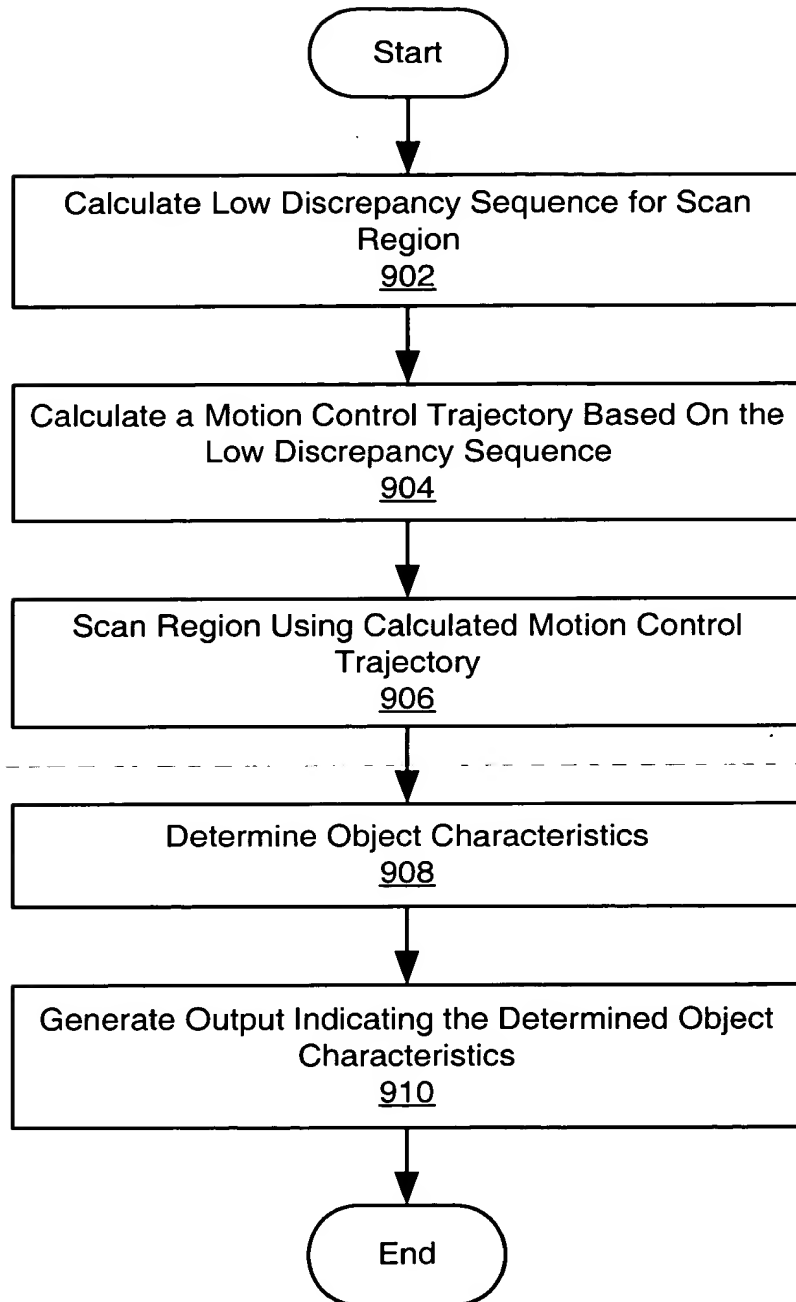 Start
Calculate Low Discrepancy Sequence for Scan
Region
902
Calculate a Motion Control Trajectory Based On the
Low Discrepancy Sequence
904
Scan Region Using Calculated Motion Control
Trajectory
906
Determine Object Characteristics
908
Generate Output Indicating the Determined Object
Characteristics
910
End